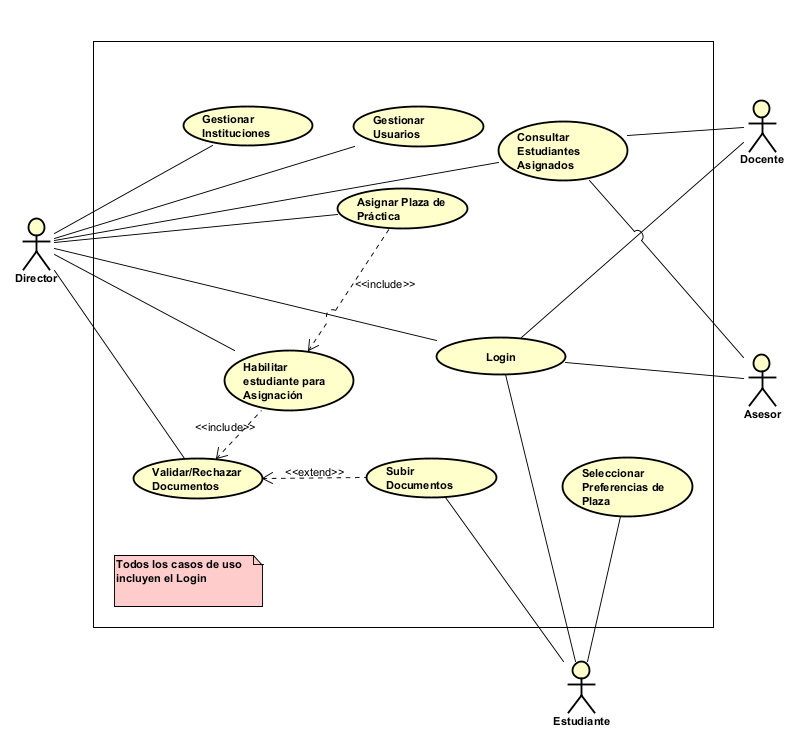 Gestionar
Instituciones
Gestionar
Usuarios
Consultar
Estudiantes
Asignados
Docente
Asignar Plaza de
Práctica
Director
<<include>>
Login
Habilitar
estudiante para
Asignación
Asesor
<<include>>
Validar/Rechazar
Documentos
<<extend>>
Subir
Documentos
Seleccionar
Preferencias de
Plaza
Todos los casos de uso
incluyen el Login
Estudiante